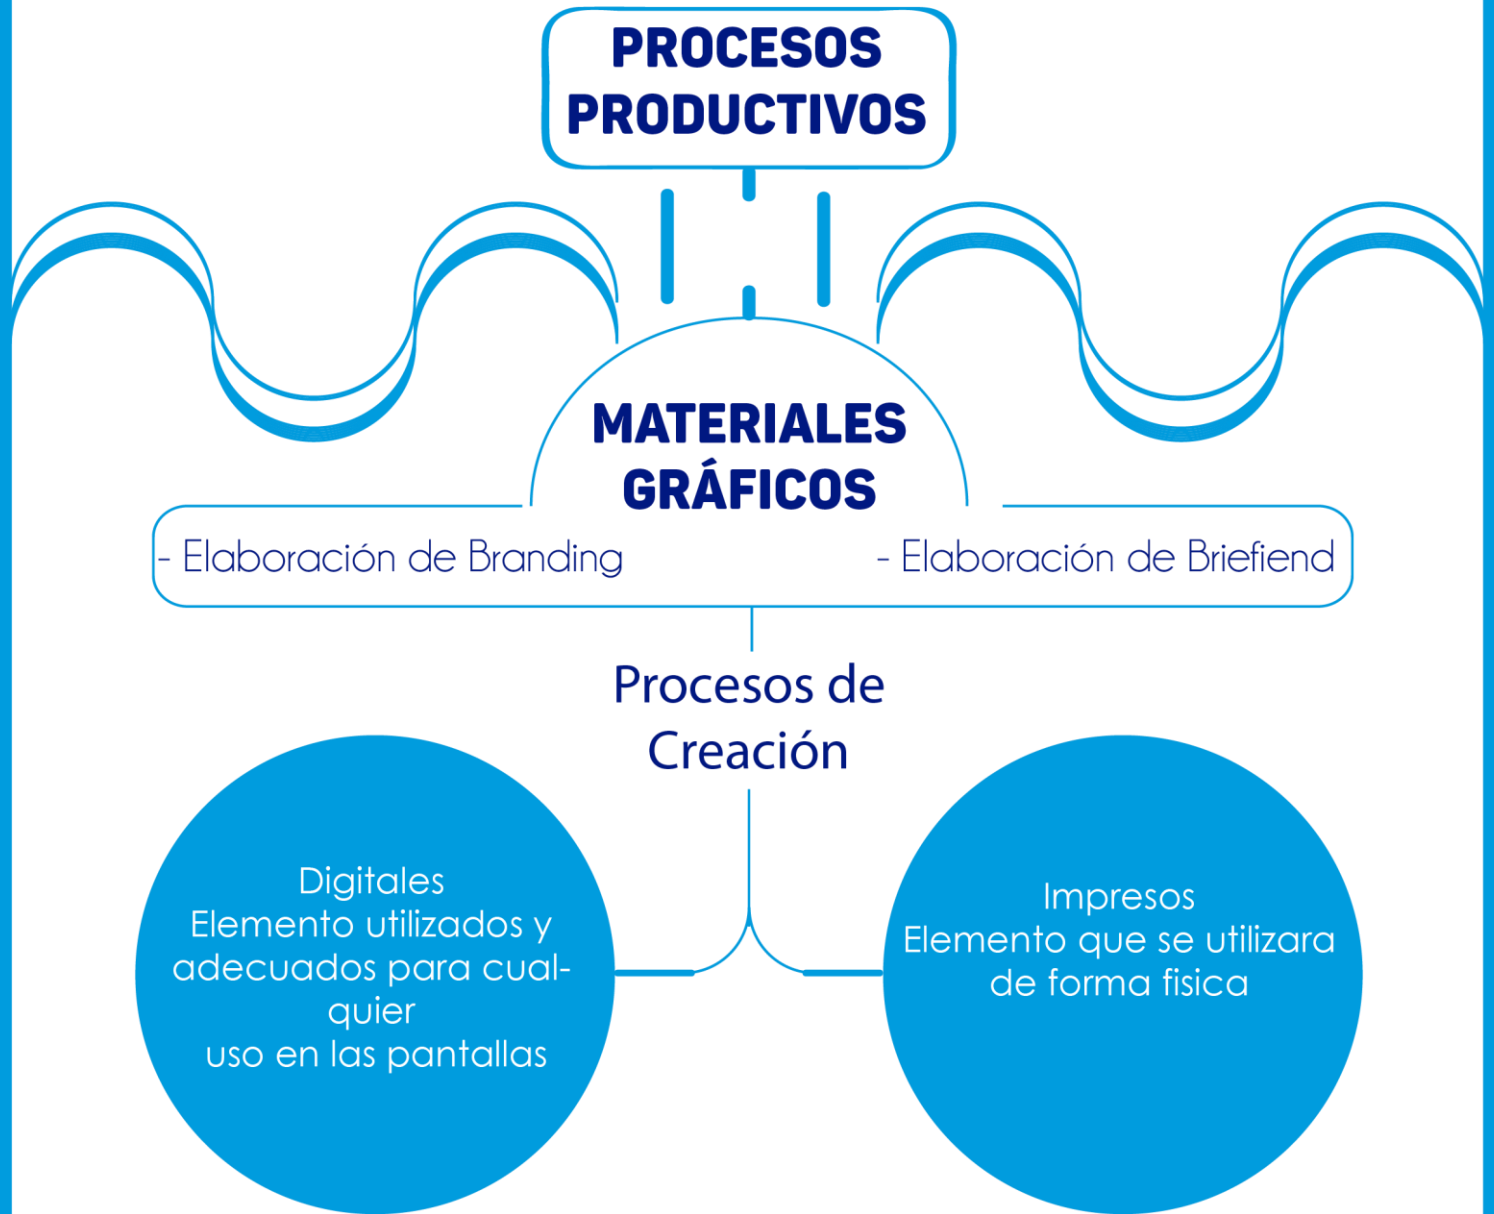 PROCESOS
PRODUCTIVOS
MATERIALES
GRÁFICOS
- Elaboración de Branding
- Elaboración de Briefiend
Procesos de
Creación
Digitales
Elemento utilizados y
adecuados para cual-
quier
uso en las pantallas
Impresos
Elemento que se utilizara
de forma fisica